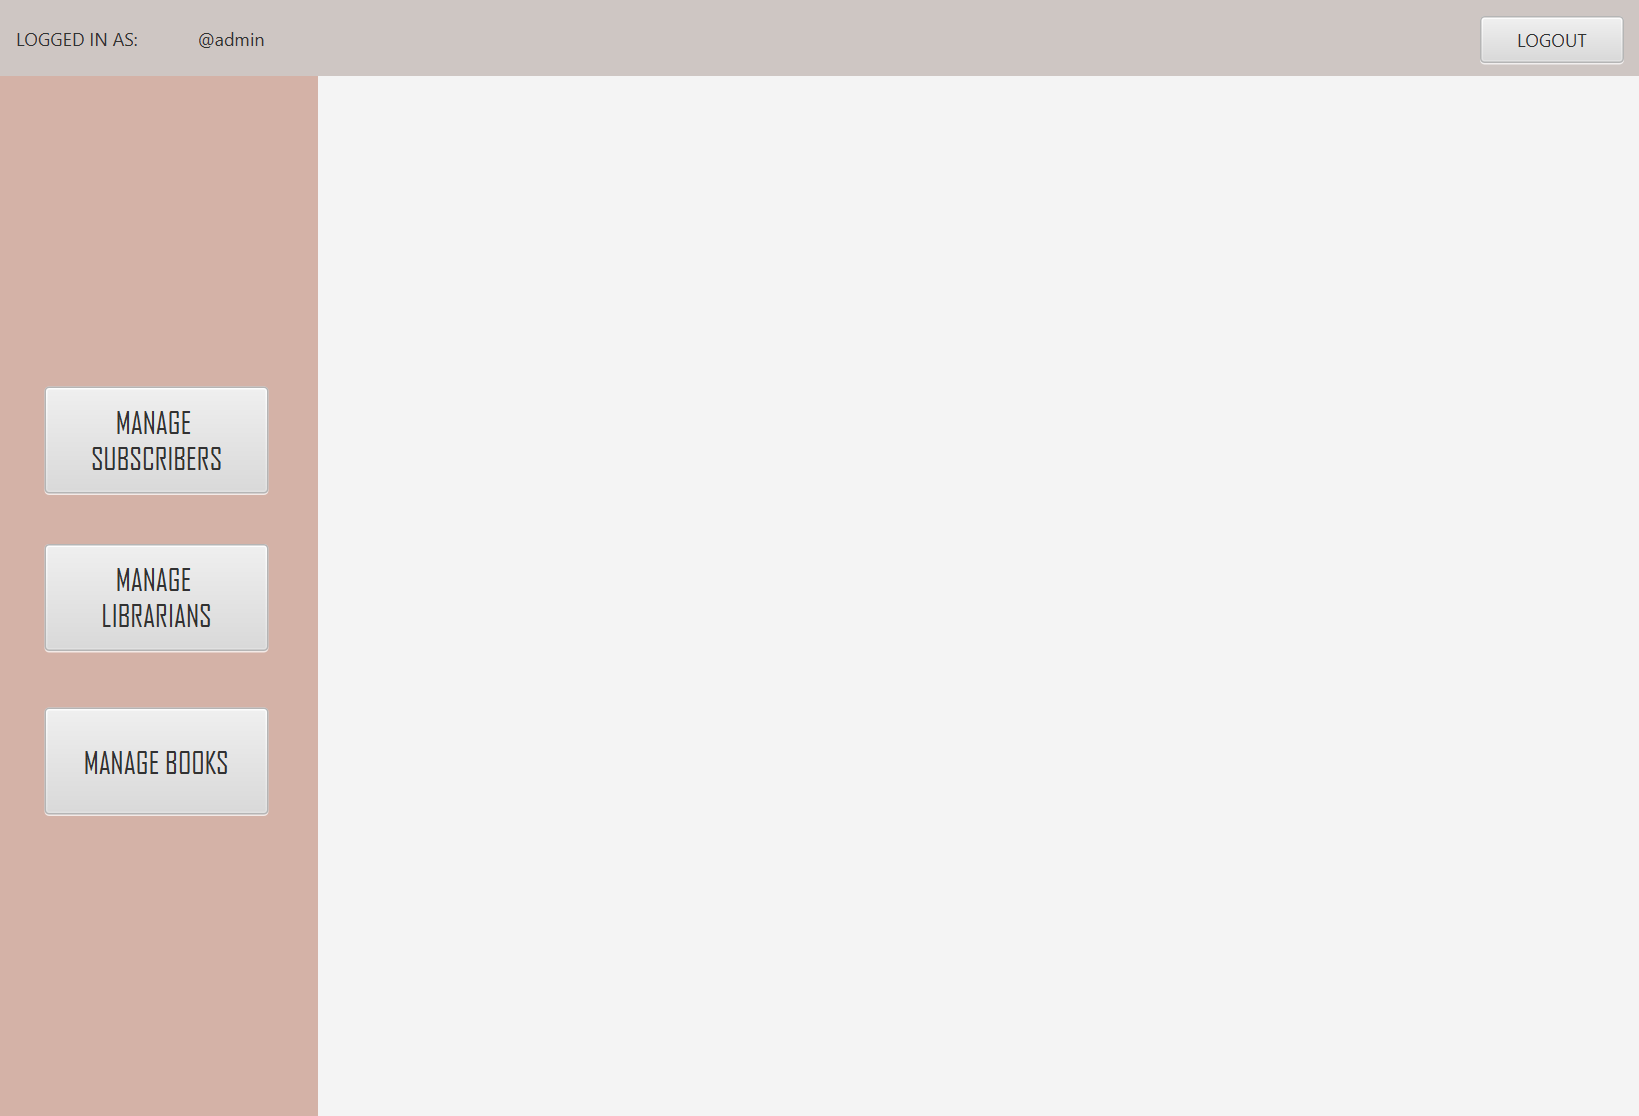 LOGGED IN AS: @admin LOGOUT
MANAGE
SUBSCRIBERS
MANAGE
LIBRARIANS
MANAGE BOOKS